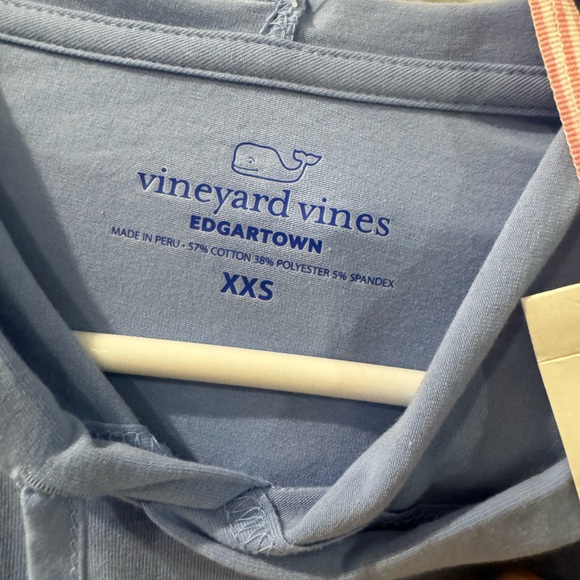 vineyard vines
EDGARTOWN
MADE IN PERU • 57% COTTON 38% POLYESTER 5% SPANDEX
XXS